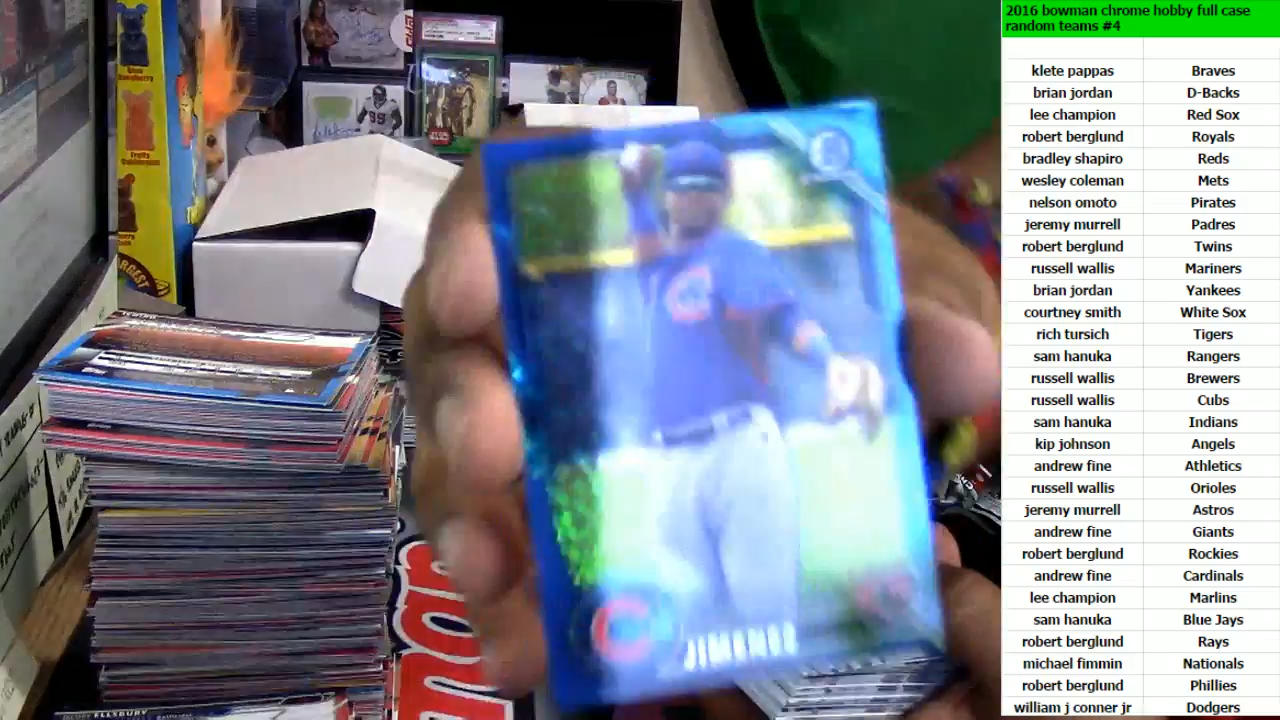 2016 bowman chrome hobby full case
random teams #4
klete pappas Braves
brian jordan D-Backs
lee champion Red Sox
robert berglund Royals
bradley shapiro Reds
wesley coleman Mets
nelson omoto Pirates
jeremy murrell Padres
robert berglund Twins
russell wallis Mariners
brian jordan Yankees
courtney smith White Sox
rich tursich Tigers
sam hanuka Rangers
russell wallis Brewers
russell wallis Cubs
sam hanuka Indians
kip johnson Angels
andrew fine Athletics
russell wallis Orioles
jeremy murrell Astros
andrew fine Giants
robert berglund Rockies
andrew fine Cardinals
lee champion Marlins
sam hanuka Blue Jays
robert berglund Rays
michael fimmin Nationals
robert berglund Phillies
william j conner jr Dodgers
99
C
C
ELLSBURY